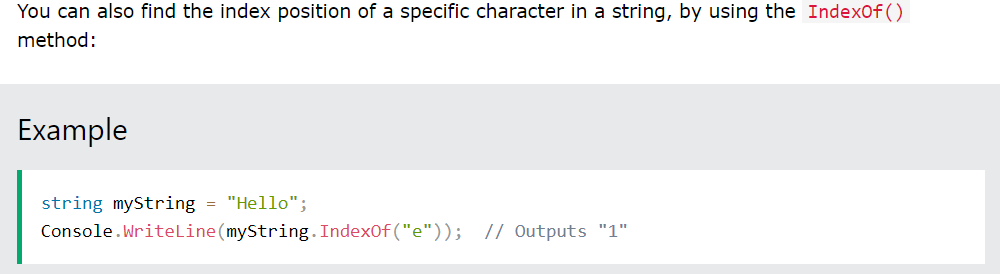 You can also find the index position of a specific character in a string, by using the IndexOf()
method:
Example
string myString = "Hello";
Console.WriteLine(myString.IndexOf("e"));  // Outputs "1"